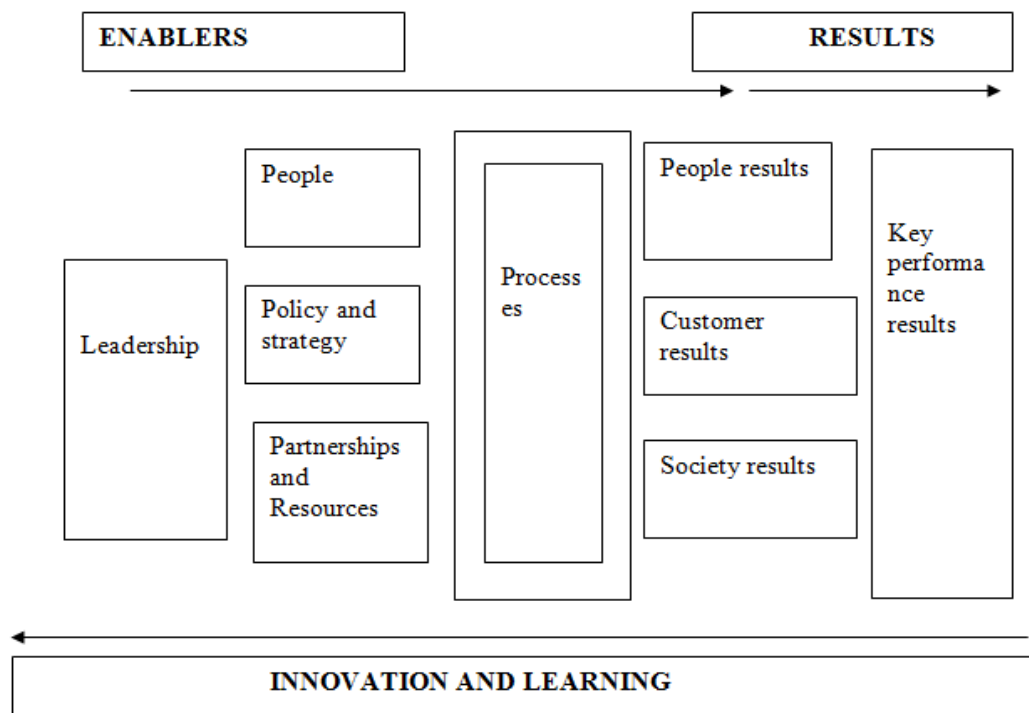 ENABLERS
RESULTS
People
Policy and
strategy
Partnerships
and
Resources
Leadership
Process
es
People results
Customer
results
Society results
Key
performa
nce
results
INNOVATION AND LEARNING